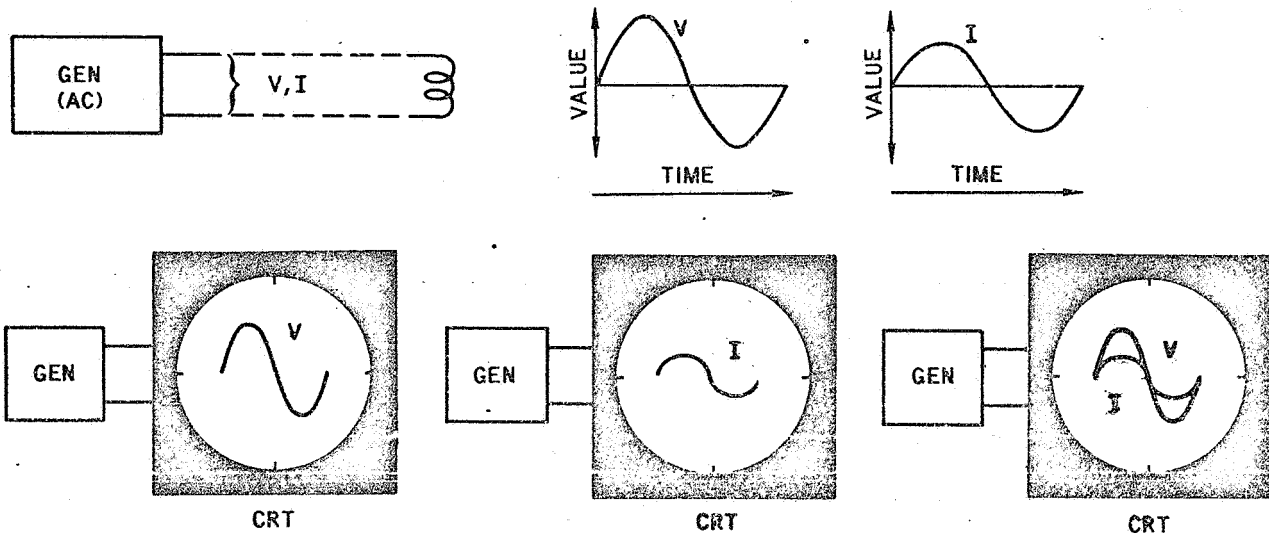 GEN
(AC)
V,I
VALUE
V
TIME
VALUE
I
TIME
GEN
V
CRT
GEN
I
CRT
GEN
V
I
CRT